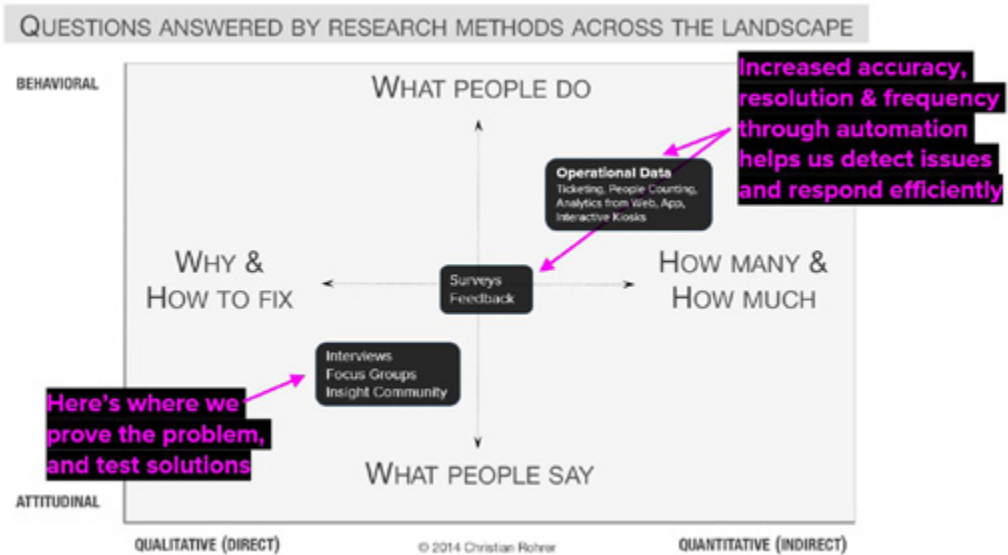 QUESTIONS ANSWERED BY RESEARCH METHODS ACROSS THE LANDSCAPE
BEHAVIORAL
WHAT PEOPLE DO
Increased accuracy,
resolution & frequency
through automation
helps us detect issues
and respond efficiently
Operational Data
Ticketing, People Counting,
Analytics from Web, App,
Interactive Kiosks
WHY &
HOW TO FIX
Surveys
Feedback
HOW MANY &
HOW MUCH
Interviews
Focus Groups
Insight Community
Here's where we
prove the problem,
and test solutions
WHAT PEOPLE SAY
ATTITUDINAL
QUALITATIVE (DIRECT)
© 2014 Christian Rohrer
QUANTITATIVE (INDIRECT)